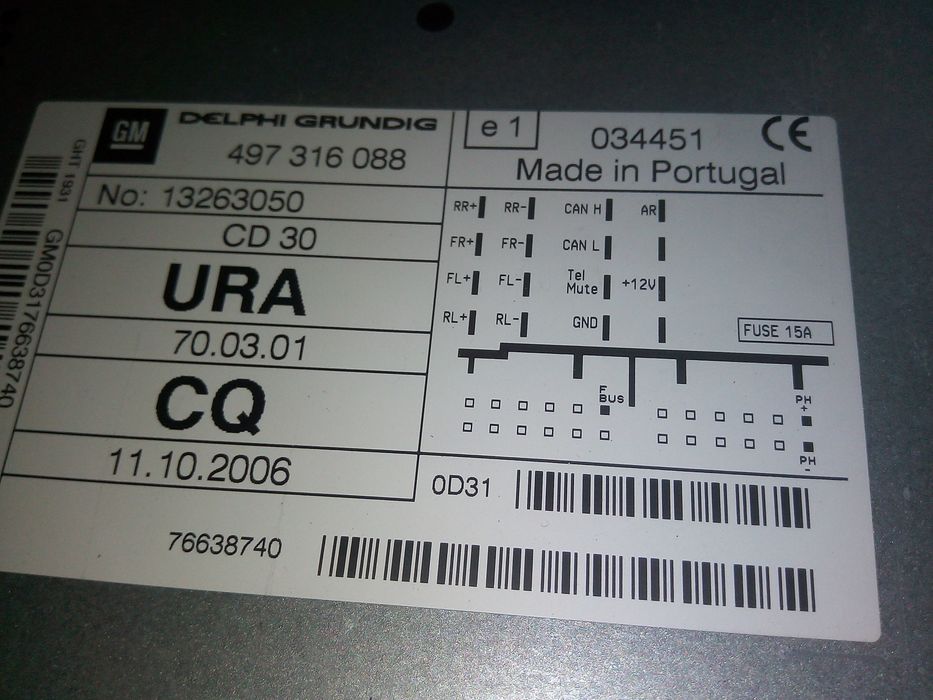 GHT 1931
GM0D3176638740
GM
DELPHI GRUNDIG
497 316 088
No: 13263050
CD 30
URA
70.03.01
CQ
11.10.2006
e 1
034451
CE
Made in Portugal
RR+ RR- CAN H AR
FR+ FR- CAN L
FL+ FL- Tel Mute +12V
RL+ RL- GND
FUSE 15A
F BUS
PH +
PH -
0D31
76638740